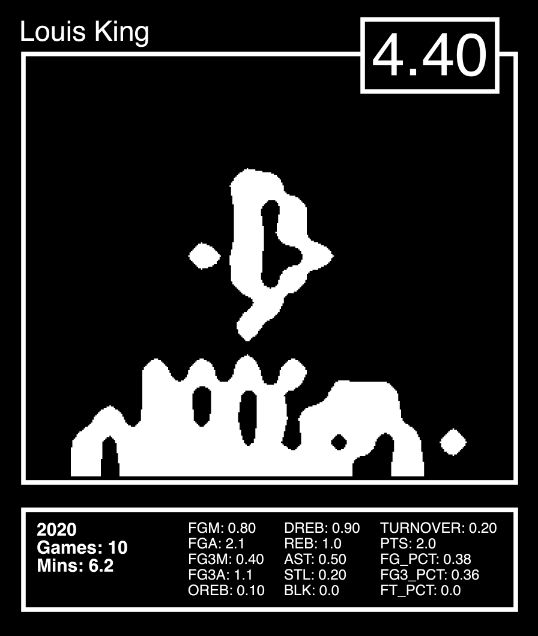 Louis King
4.40
2020
Games: 10
Mins: 6.2
FGM: 0.80
FGA: 2.1
FG3M: 0.40
FG3A: 1.1
OREB: 0.10
DREB: 0.90
REB: 1.0
AST: 0.50
STL: 0.20
BLK: 0.0
TURNOVER: 0.20
PTS: 2.0
FG_PCT: 0.38
FG3_PCT: 0.36
FT_PCT: 0.0